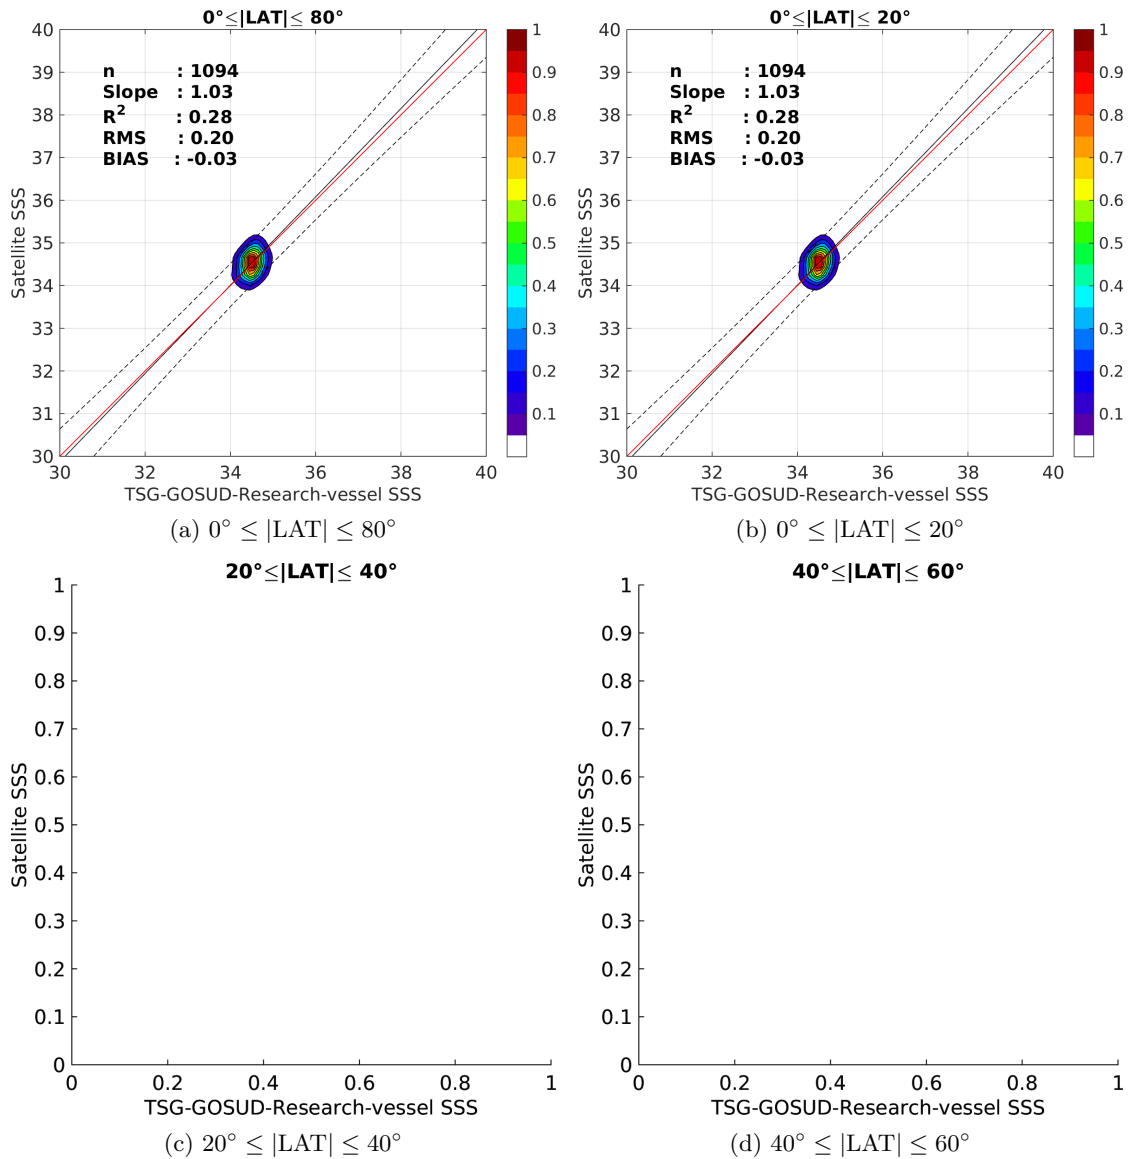 0°≤|LAT|≤ 80°
40
39
38
37
36
35
34
33
32
31
30
30 32 34 36 38 40
Satellite SSS
TSG-GOSUD-Research-vessel SSS
n : 1094
Slope : 1.03
R² : 0.28
RMS : 0.20
BIAS : -0.03
1
0.9
0.8
0.7
0.6
0.5
0.4
0.3
0.2
0.1
(a) 0° ≤ |LAT| ≤ 80°
0°≤|LAT|≤ 20°
40
39
38
37
36
35
34
33
32
31
30
30 32 34 36 38 40
Satellite SSS
TSG-GOSUD-Research-vessel SSS
n : 1094
Slope : 1.03
R² : 0.28
RMS : 0.20
BIAS : -0.03
1
0.9
0.8
0.7
0.6
0.5
0.4
0.3
0.2
0.1
(b) 0° ≤ |LAT| ≤ 20°
20°≤|LAT|≤ 40°
1
0.9
0.8
0.7
0.6
0.5
0.4
0.3
0.2
0.1
0
0 0.2 0.4 0.6 0.8 1
Satellite SSS
TSG-GOSUD-Research-vessel SSS
(c) 20° ≤ |LAT| ≤ 40°
40°≤|LAT|≤ 60°
1
0.9
0.8
0.7
0.6
0.5
0.4
0.3
0.2
0.1
0
0 0.2 0.4 0.6 0.8 1
Satellite SSS
TSG-GOSUD-Research-vessel SSS
(d) 40° ≤ |LAT| ≤ 60°